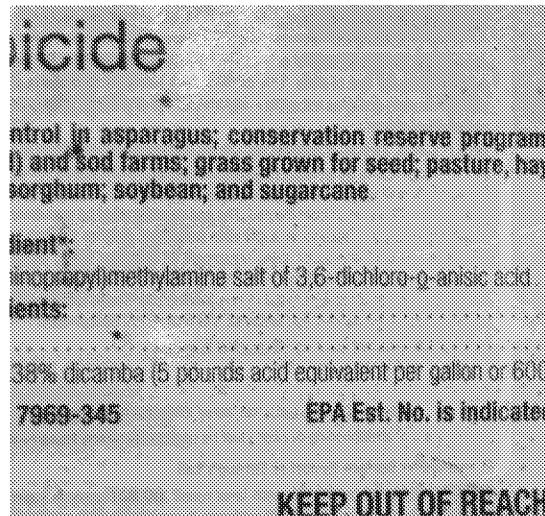 icide
ntrol in asparagus; conservation reserve program
) and sod farms; grass grown for seed; pasture, hay
sorghum; soybean; and sugarcane
dient*:
inopropyl)methylamine salt of 3,6-dichloro-o-anisic acid
ients:
38% dicamba (5 pounds acid equivalent per gallon or 600
7969-345 EPA Est. No. is indicated
KEEP OUT OF REACH